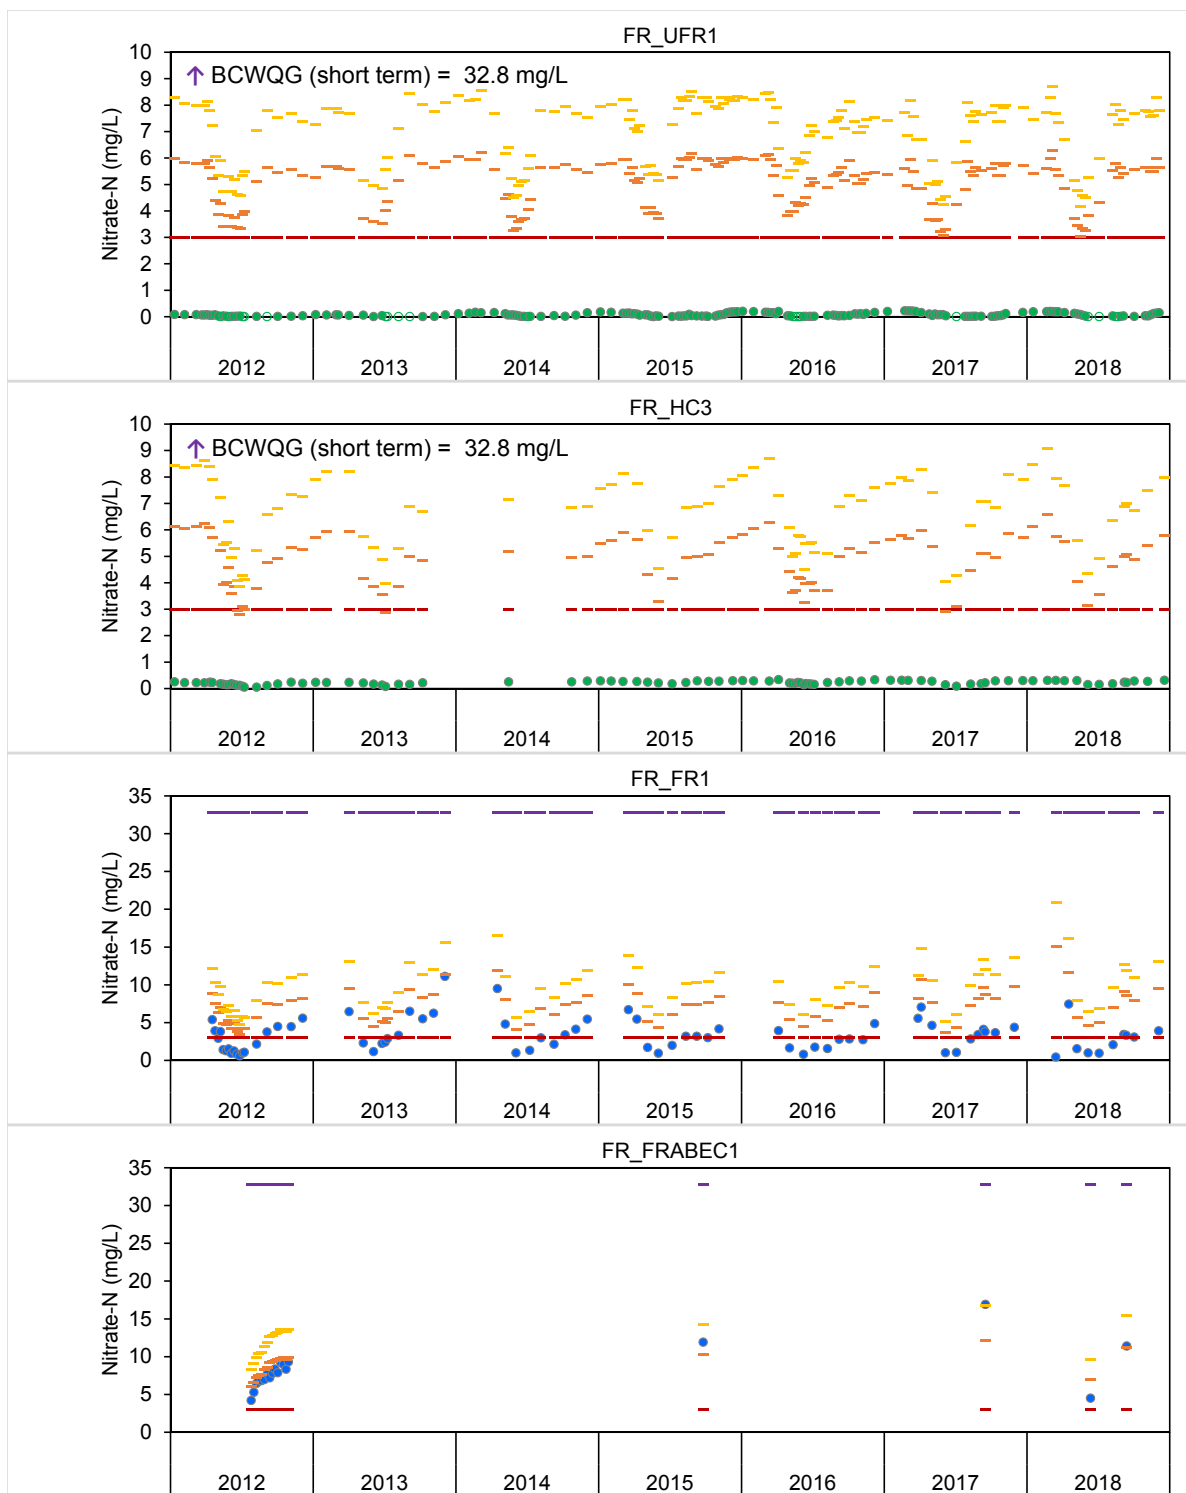 FR_UFR1
↑ BCWQG (short term) = 32.8 mg/L
Nitrate-N (mg/L)
10
9
8
7
6
5
4
3
2
1
0
2012 2013 2014 2015 2016 2017 2018
FR_HC3
↑ BCWQG (short term) = 32.8 mg/L
Nitrate-N (mg/L)
10
9
8
7
6
5
4
3
2
1
0
2012 2013 2014 2015 2016 2017 2018
FR_FR1
Nitrate-N (mg/L)
35
30
25
20
15
10
5
0
2012 2013 2014 2015 2016 2017 2018
FR_FRABEC1
Nitrate-N (mg/L)
35
30
25
20
15
10
5
0
2012 2013 2014 2015 2016 2017 2018